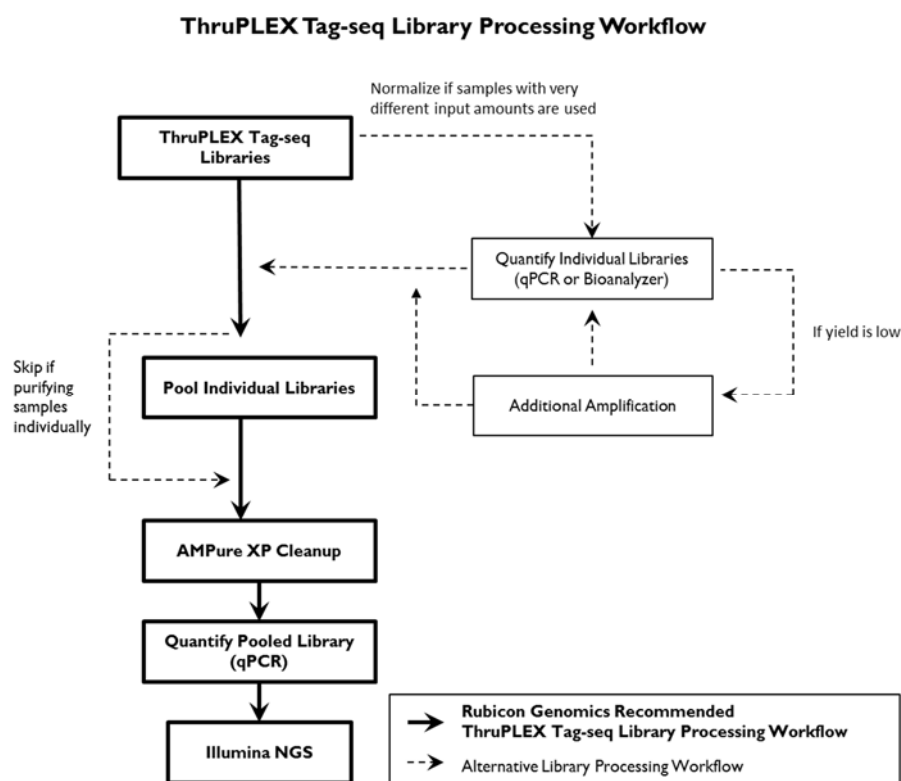 ThruPLEX Tag-seq Library Processing Workflow
Normalize if samples with very
different input amounts are used
ThruPLEX Tag-seq
Libraries
Quantify Individual Libraries
(qPCR or Bioanalyzer)
If yield is low
Skip if
purifying
samples
individually
Pool Individual Libraries
Additional Amplification
AMPure XP Cleanup
Quantify Pooled Library
(qPCR)
Illumina NGS
Rubicon Genomics Recommended
ThruPLEX Tag-seq Library Processing Workflow
Alternative Library Processing Workflow